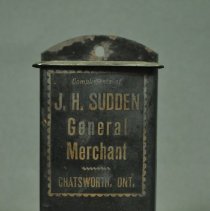 Compliments of
J. H. SUDDEN
General
Merchant
CHATSWORTH, ONT.